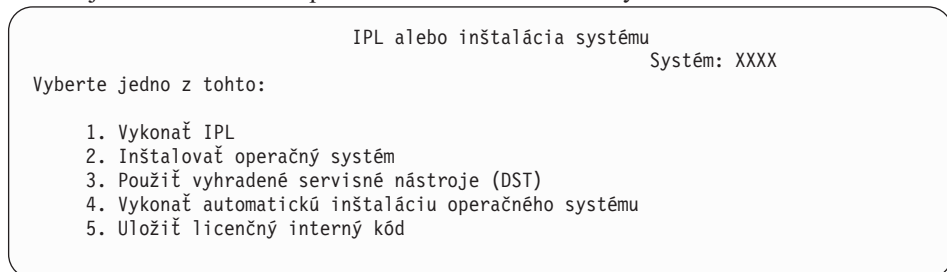 IPL alebo inštalácia systému
Systém: XXXX
Vyberte jedno z tohto:
1. Vykonať IPL
2. Inštalovať operačný systém
3. Použiť vyhradené servisné nástroje (DST)
4. Vykonať automatickú inštaláciu operačného systému
5. Uložiť licenčný interný kód